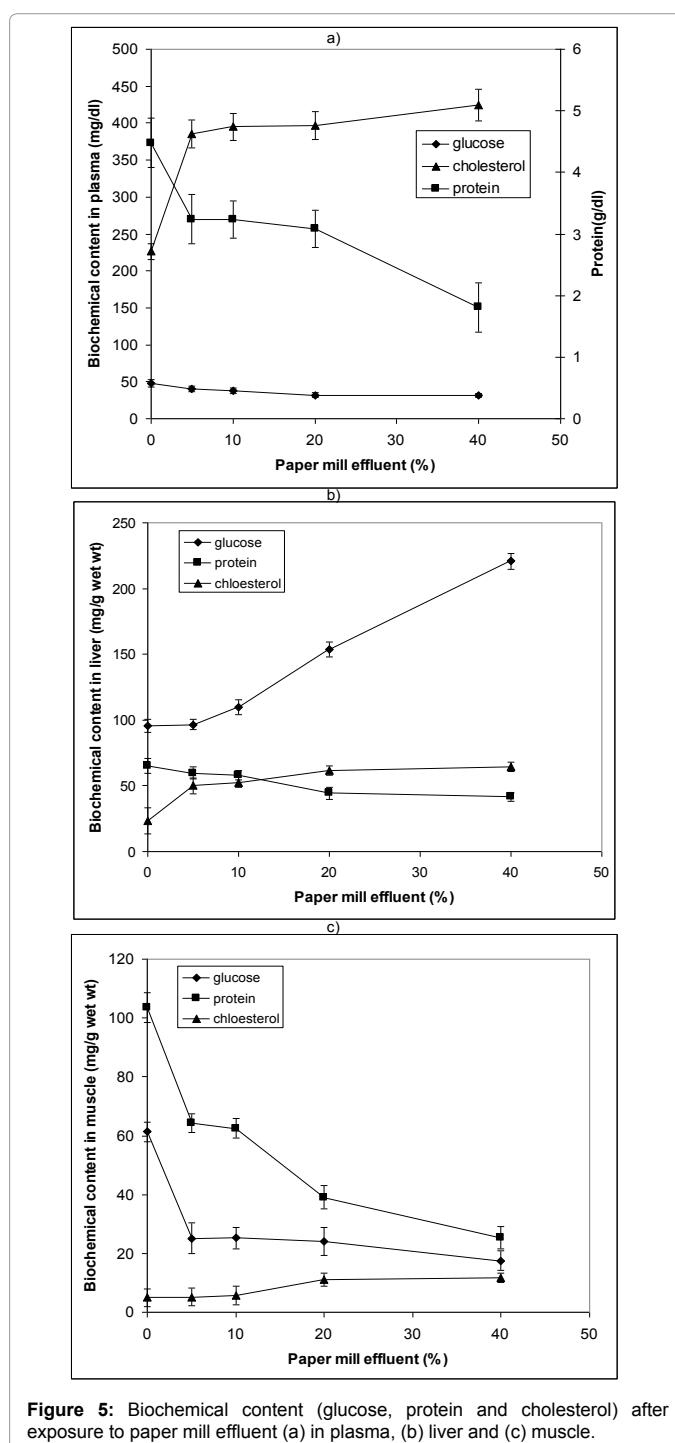 a)
500
450
400
350
300
250
200
150
100
50
0
Biochemical content in plasma (mg/dl)
6
5
4
3
2
1
0
Protein(g/dl)
glucose
cholesterol
protein
0 10 20 30 40 50
Paper mill effluent (%)
b)
250
200
150
100
50
0
Biochemical content in liver (mg/g wet wt)
glucose
protein
chloesterol
0 10 20 30 40 50
Paper mill effluent (%)
c)
120
100
80
60
40
20
0
Biochemical content in muscle (mg/g wet wt)
glucose
protein
chloesterol
0 10 20 30 40 50
Paper mill effluent (%)
Figure 5: Biochemical content (glucose, protein and cholesterol) after
exposure to paper mill effluent (a) in plasma, (b) liver and (c) muscle.